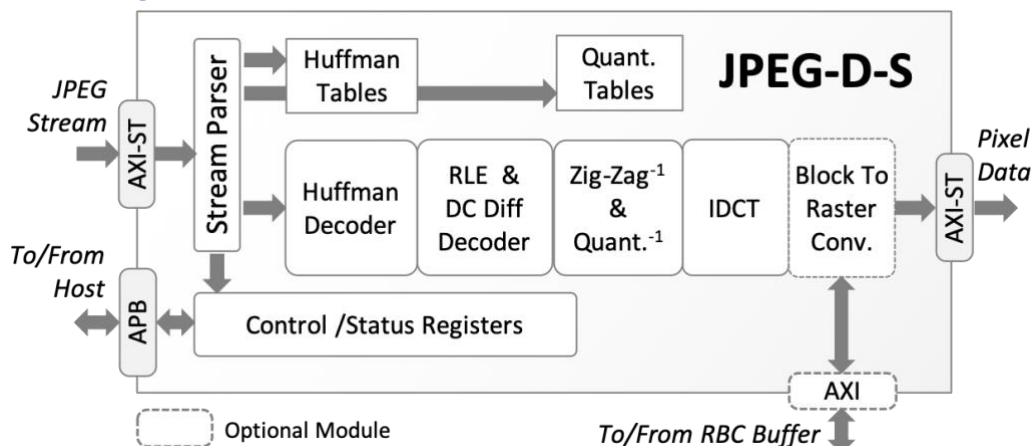 JPEG-D-S
JPEG
Stream
AXI-ST
Stream Parser
Huffman
Tables
Quant.
Tables
Huffman
Decoder
RLE &
DC Diff
Decoder
Zig-Zag⁻¹
&
Quant.⁻¹
IDCT
Block To
Raster
Conv.
AXI-ST
Pixel
Data
To/From
Host
APB
Control /Status Registers
AXI
Optional Module
To/From RBC Buffer